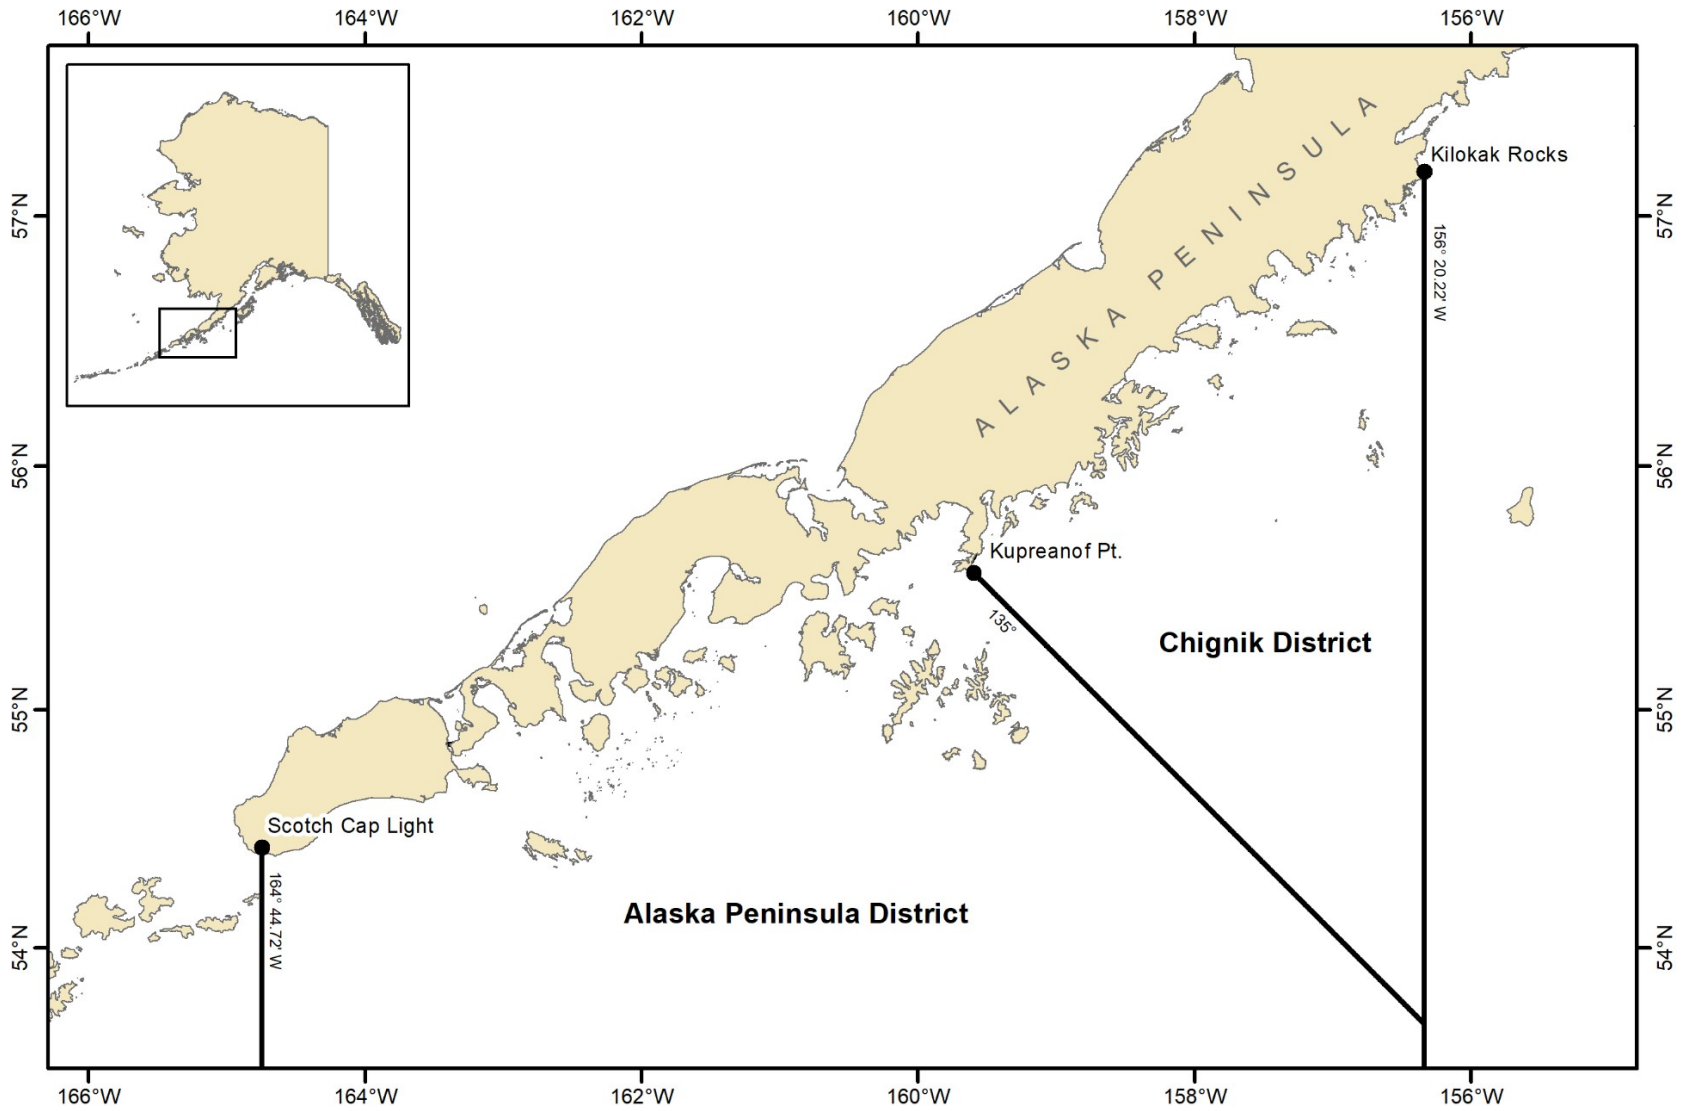 166°W 164°W 162°W 160°W 158°W 156°W
Kilokak Rocks
57°N 57°N
156° 20.22' W
ALASKA PENINSULA
56°N 56°N
Kupreanof Pt.
135°
Chignik District
55°N 55°N
Scotch Cap Light
164° 44.72' W
Alaska Peninsula District
54°N 54°N
166°W 164°W 162°W 160°W 158°W 156°W